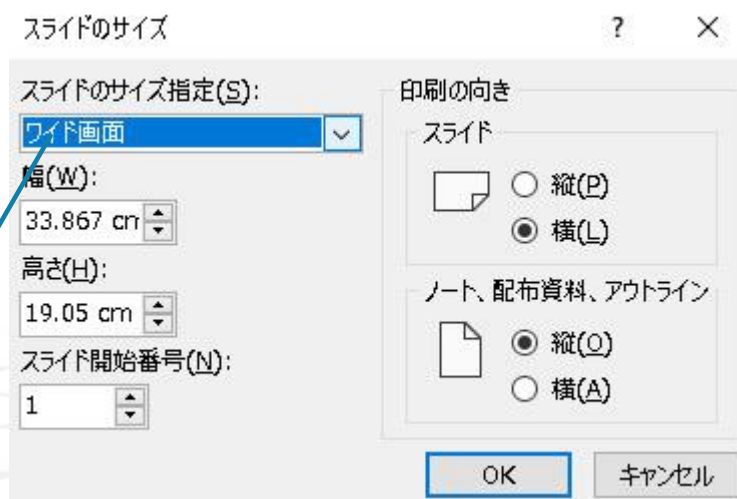 スライドのサイズ ? ×
スライドのサイズ指定(S):
ワイド画面
幅(W):
33.867 cm
高さ(H):
19.05 cm
スライド開始番号(N):
1
印刷の向き
スライド
縦(P)
横(L)
ノート、配布資料、アウトライン
縦(O)
横(A)
OK キャンセル